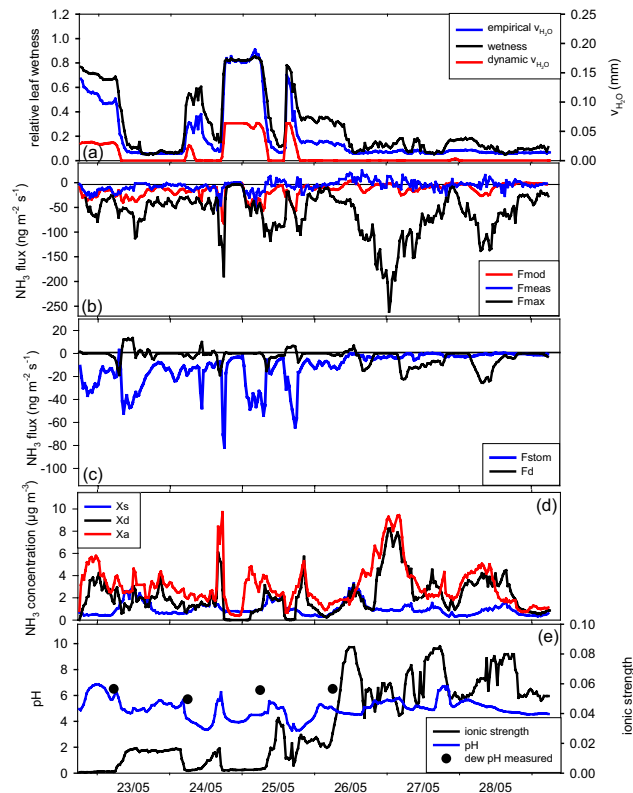 1.2
1.0
0.8
0.6
0.4
0.2
0.0
relative leaf wetness
(a)
empirical vH2O
wetness
dynamic vH2O
0.25
0.20
0.15
0.10
0.05
0.00
vH2O (mm)
0
-50
-100
-150
-200
-250
NH3 flux (ng m-2 s-1)
(b)
Fmod
Fmeas
Fmax
20
0
-20
-40
-60
-80
-100
NH3 flux (ng m-2 s-1)
(c)
Fstom
Fd
10
8
6
4
2
0
NH3 concentration (µg m-3)
Xs
Xd
Xa
(d)
10
8
6
4
2
0
pH
(e)
0.10
0.08
0.06
0.04
0.02
0.00
ionic strength
ionic strength
pH
dew pH measured
23/05 24/05 25/05 26/05 27/05 28/05